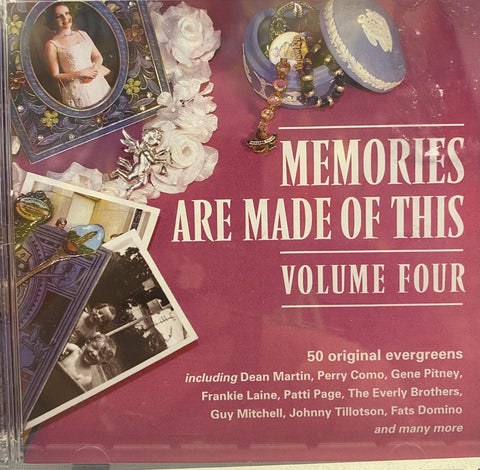 MEMORIES
ARE MADE OF THIS
VOLUME FOUR
50 original evergreens
including Dean Martin, Perry Como, Gene Pitney,
Frankie Laine, Patti Page, The Everly Brothers,
Guy Mitchell, Johnny Tillotson, Fats Domino
and many more